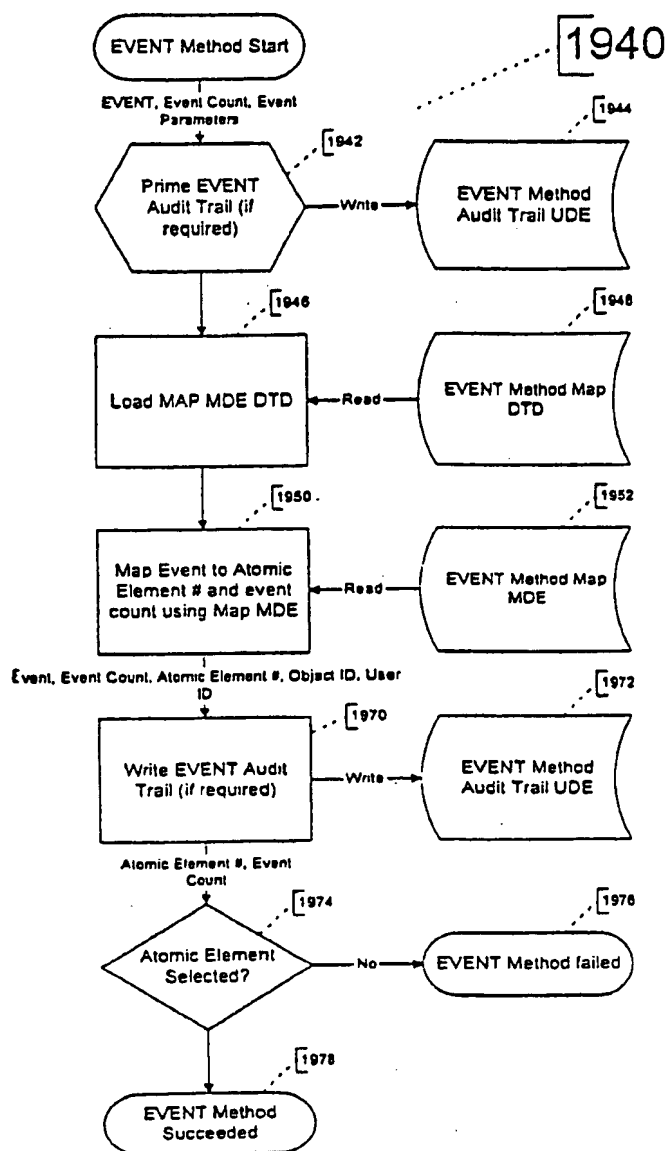 EVENT Method Start
1940
EVENT, Event Count, Event
Parameters
1942
1944
Prime EVENT
Audit Trail (if
required)
Write
EVENT Method
Audit Trail UDE
1946
1948
Load MAP MDE DTD
Read
EVENT Method Map
DTD
1950
1952
Map Event to Atomic
Element # and event
count using Map MDE
Read
EVENT Method Map
MDE
Event, Event Count, Atomic Element #, Object ID, User
ID
1970
1972
Write EVENT Audit
Trail (if required)
Write
EVENT Method
Audit Trail UDE
Atomic Element #, Event
Count
1974
1976
Atomic Element
Selected?
No
EVENT Method failed
1978
EVENT Method
Succeeded